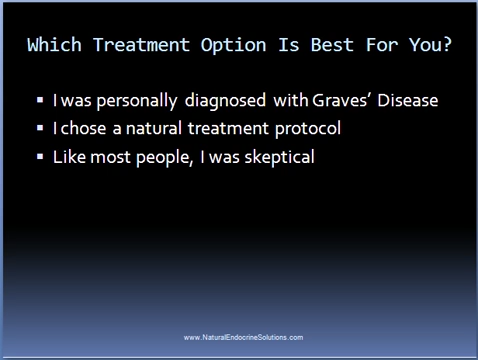 Which Treatment Option Is Best For You?
▪ I was personally diagnosed with Graves’ Disease
▪ I chose a natural treatment protocol
▪ Like most people, I was skeptical
www.NaturalEndocrineSolutions.com